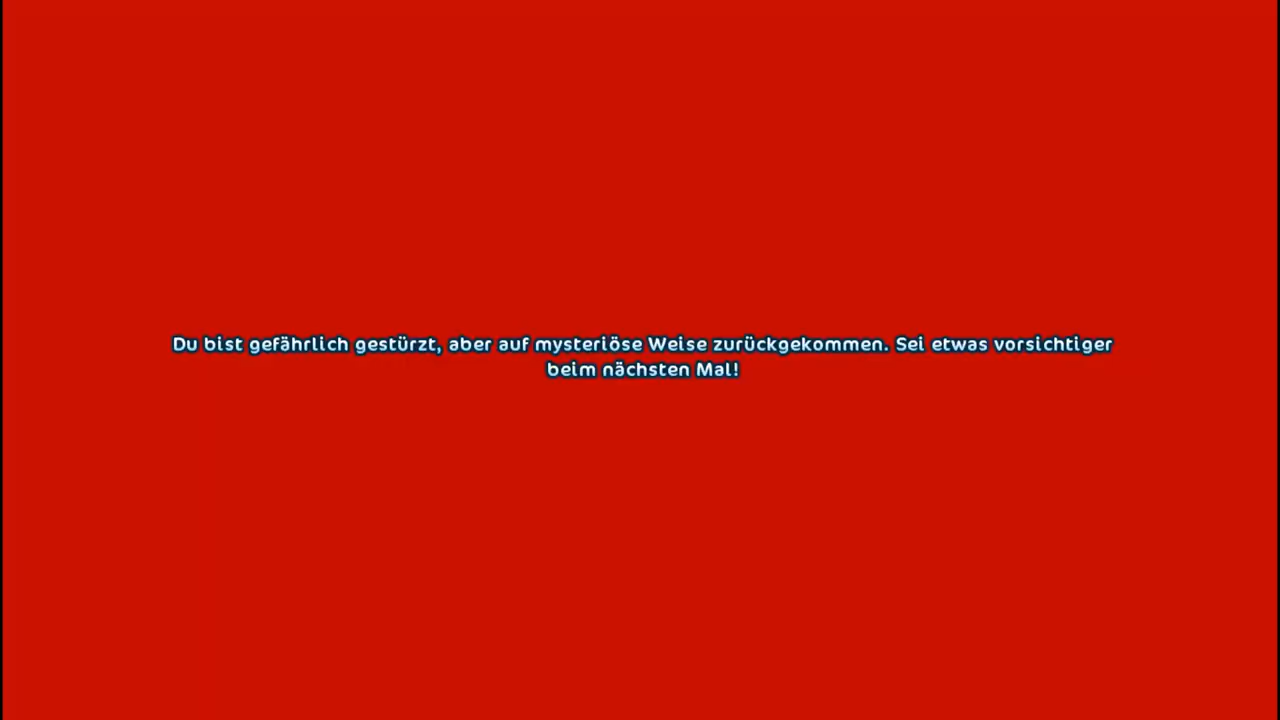 Du bist gefährlich gestürzt, aber auf mysteriöse Weise zurückgekommen. Sei etwas vorsichtiger
beim nächsten Mal!